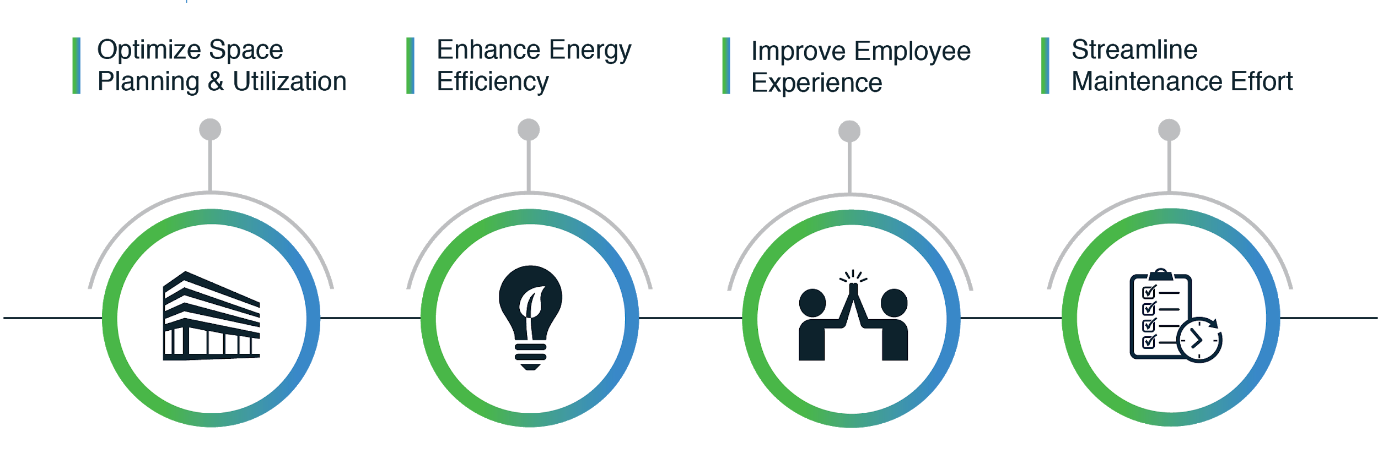 Optimize Space
Planning & Utilization
Enhance Energy
Efficiency
Improve Employee
Experience
Streamline
Maintenance Effort